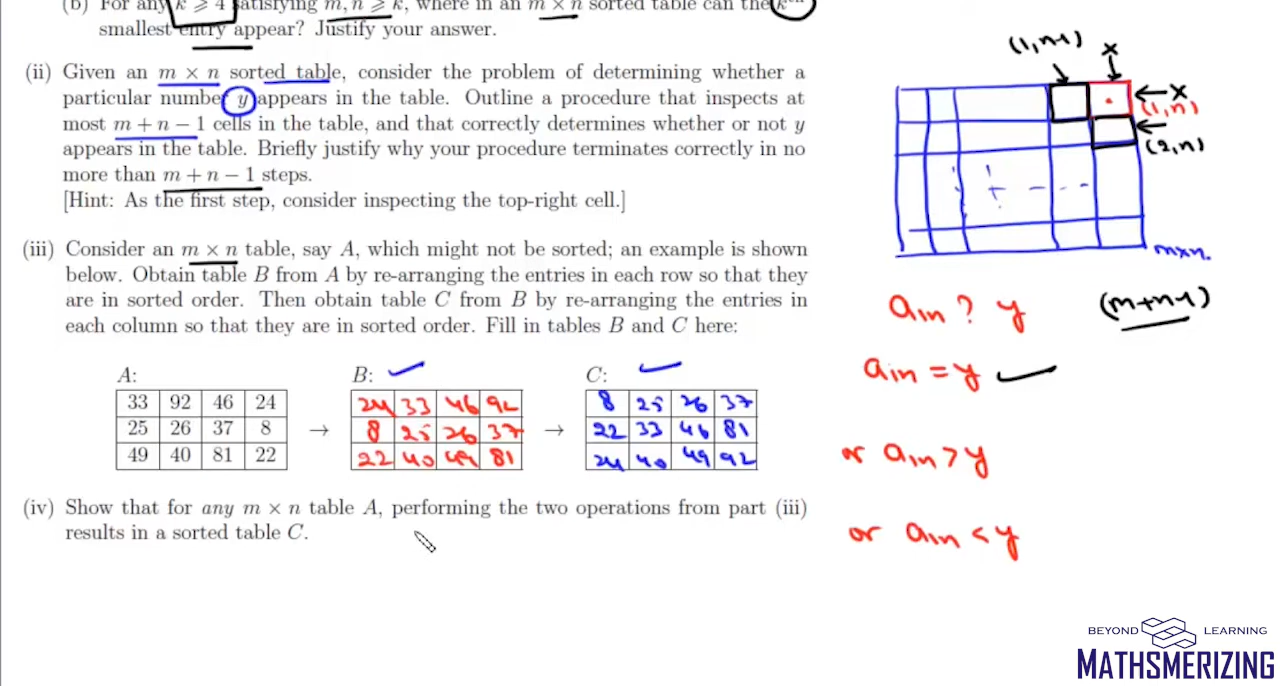 (b) For any k ⩾ 4 satisfying m, n ⩾ k, where in an m × n sorted table can the kth
smallest entry appear? Justify your answer.
(ii) Given an m × n sorted table, consider the problem of determining whether a
particular number y appears in the table. Outline a procedure that inspects at
most m + n − 1 cells in the table, and that correctly determines whether or not y
appears in the table. Briefly justify why your procedure terminates correctly in no
more than m + n − 1 steps.
[Hint: As the first step, consider inspecting the top-right cell.]
(iii) Consider an m × n table, say A, which might not be sorted; an example is shown
below. Obtain table B from A by re-arranging the entries in each row so that they
are in sorted order. Then obtain table C from B by re-arranging the entries in
each column so that they are in sorted order. Fill in tables B and C here:
A: B: C:
33 92 46 24 24 33 46 92 8 25 26 37
25 26 37 8 → 8 25 26 37 → 22 33 46 81
49 40 81 22 22 40 49 81 24 40 49 92
(iv) Show that for any m × n table A, performing the two operations from part (iii)
results in a sorted table C.
(1,n-1) x
x
(1,n)
(2,n)
m×n.
a1n ? y (m+n-1)
a1n = y
or a1n > y
or a1n < y
BEYOND LEARNING
MATHSMERIZING